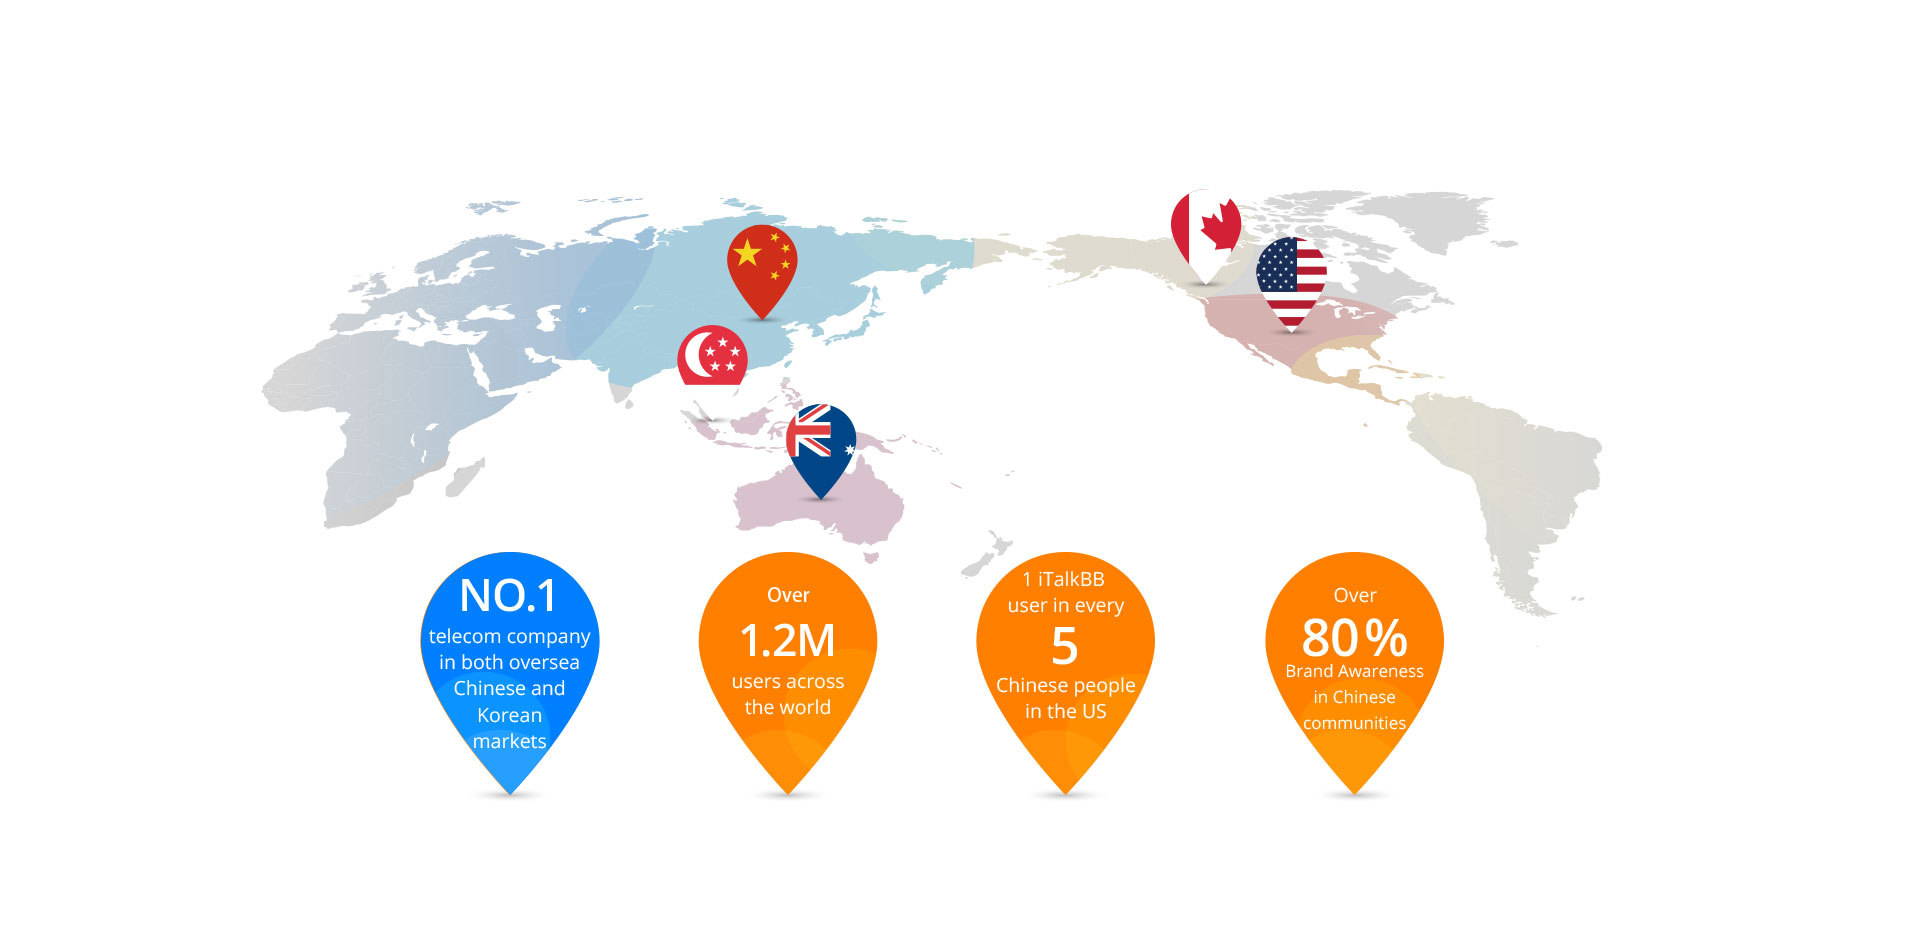 NO.1
telecom company
in both oversea
Chinese and
Korean
markets
Over
1.2M
users across
the world
1 iTalkBB
user in every
5
Chinese people
in the US
Over
80%
Brand Awareness
in Chinese
communities